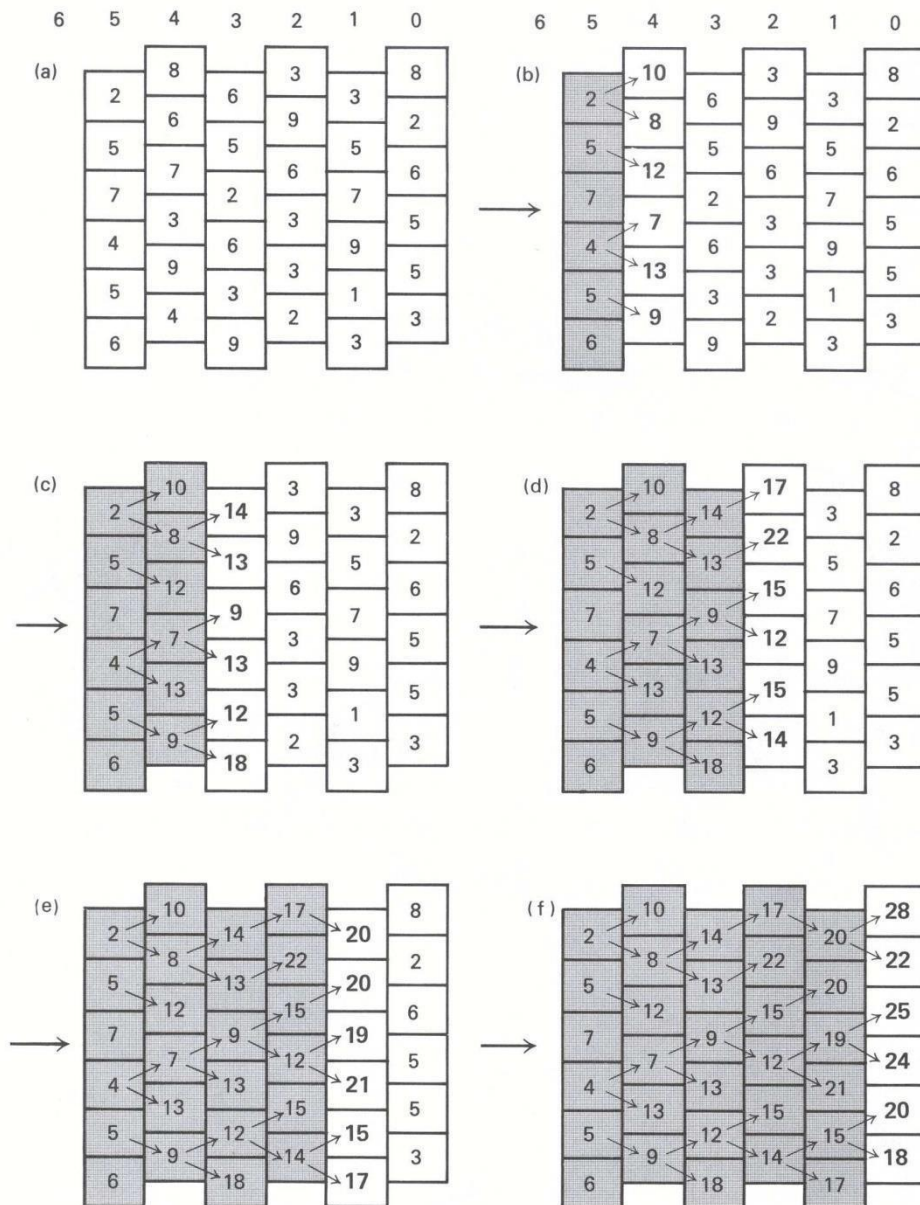 6 5 4 3 2 1 0
(a)
8 3 8
2 6 3
6 9 2
5 5 5
7 6 6
7 2 7
3 3 5
4 6 9
9 3 5
5 3 1
4 2 3
6 9 3
6 5 4 3 2 1 0
(b)
10 3 8
2 6 3
8 9 2
5 5 5
12 6 6
7 2 7
7 3 5
4 6 9
13 3 5
5 3 1
9 2 3
6 9 3
(c)
10 3 8
2 14 3
8 9 2
5 13 5
12 6 6
7 9 7
7 3 5
4 13 9
13 3 5
5 12 1
9 2 3
6 18 3
(d)
10 17 8
2 14 3
8 22 2
5 13 5
12 15 6
7 9 7
7 12 5
4 13 9
13 15 5
5 12 1
9 14 3
6 18 3
(e)
10 17 8
2 14 20
8 22 2
5 13 20
12 15 6
7 9 19
7 12 5
4 13 21
13 15 5
5 12 15
9 14 3
6 18 17
(f)
10 17 28
2 14 20
8 22 22
5 13 20
12 15 25
7 9 19
7 12 24
4 13 21
13 15 20
5 12 15
9 14 18
6 18 17